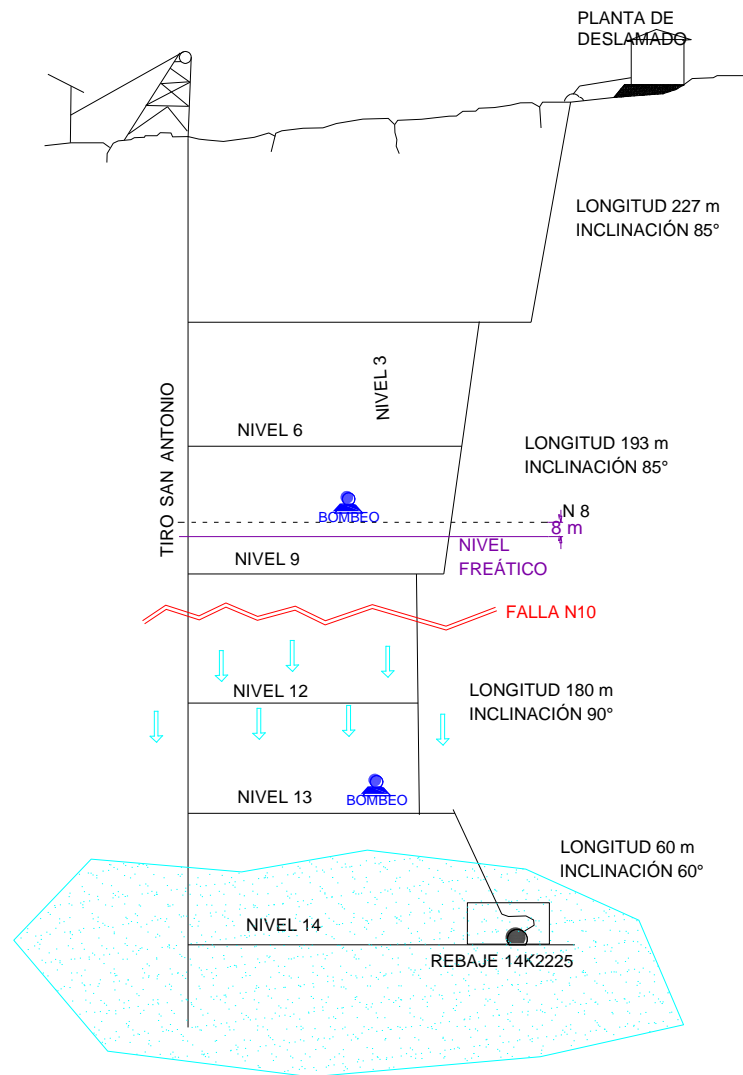 PLANTA DE
DESLAMADO
LONGITUD 227 m
INCLINACIÓN 85°
NIVEL 3
TIRO SAN ANTONIO
NIVEL 6
LONGITUD 193 m
INCLINACIÓN 85°
BOMBEO
N 8
8 m
NIVEL
FREÁTICO
NIVEL 9
FALLA N10
NIVEL 12
LONGITUD 180 m
INCLINACIÓN 90°
NIVEL 13
BOMBEO
LONGITUD 60 m
INCLINACIÓN 60°
NIVEL 14
REBAJE 14K2225